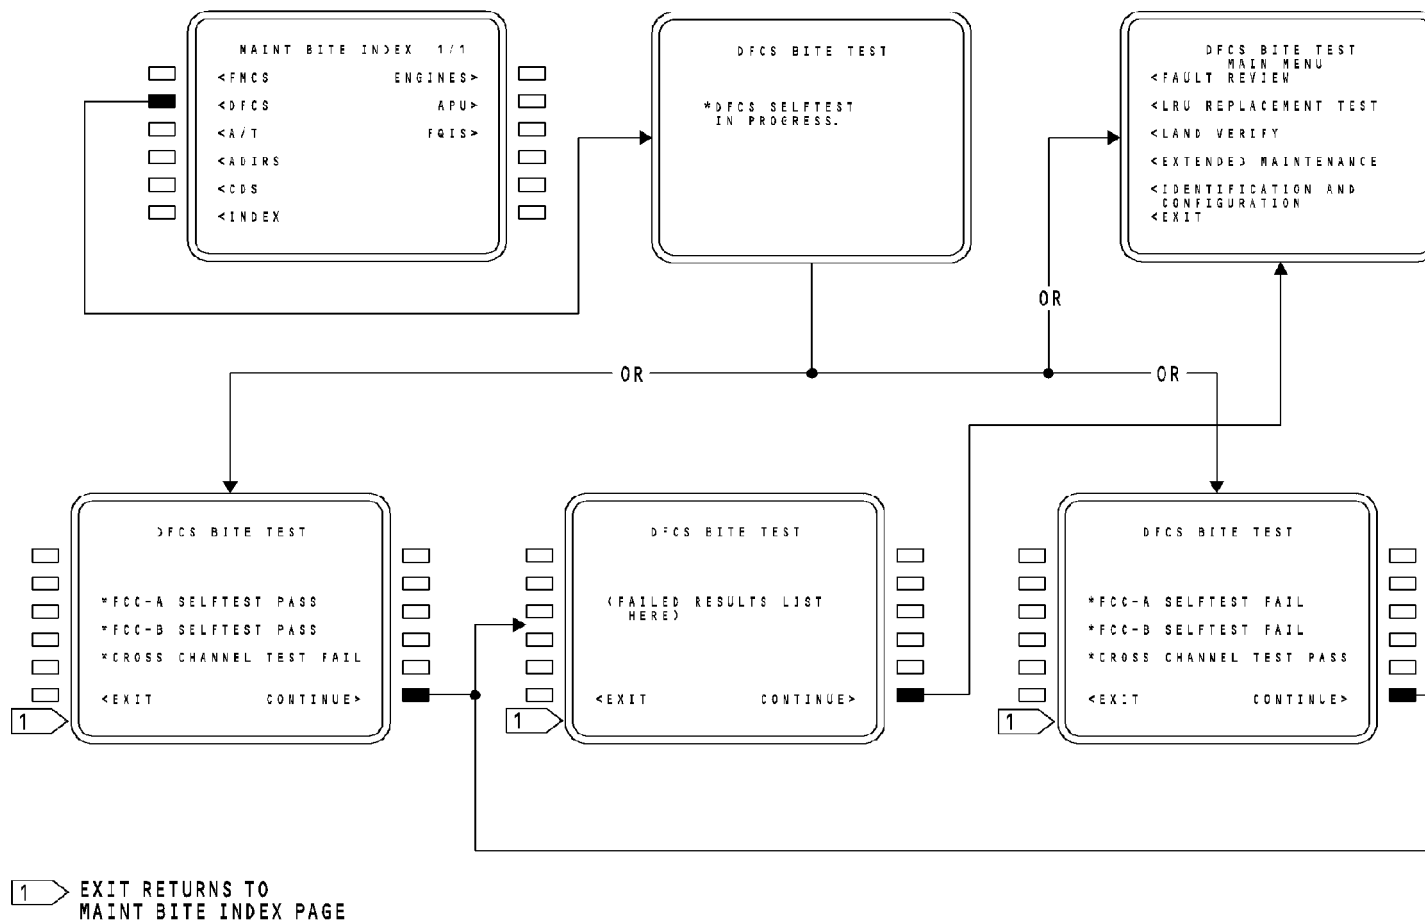 MAINT BITE INDEX 1/1
<FMCS ENGINES>
<DFCS APU>
<A/T FQIS>
<ADIRS
<CDS
<INDEX
DFCS BITE TEST
*DFCS SELFTEST
IN PROGRESS.
DFCS BITE TEST
MAIN MENU
<FAULT REVIEW
<LRU REPLACEMENT TEST
<LAND VERIFY
<EXTENDED MAINTENANCE
<IDENTIFICATION AND
CONFIGURATION
<EXIT
OR
OR
OR
DFCS BITE TEST
*FCC-A SELFTEST PASS
*FCC-B SELFTEST PASS
*CROSS CHANNEL TEST FAIL
<EXIT CONTINUE>
1
DFCS BITE TEST
(FAILED RESULTS LIST
HERE)
<EXIT CONTINUE>
1
DFCS BITE TEST
*FCC-A SELFTEST FAIL
*FCC-B SELFTEST FAIL
*CROSS CHANNEL TEST PASS
<EXIT CONTINUE>
1
1 EXIT RETURNS TO
MAINT BITE INDEX PAGE